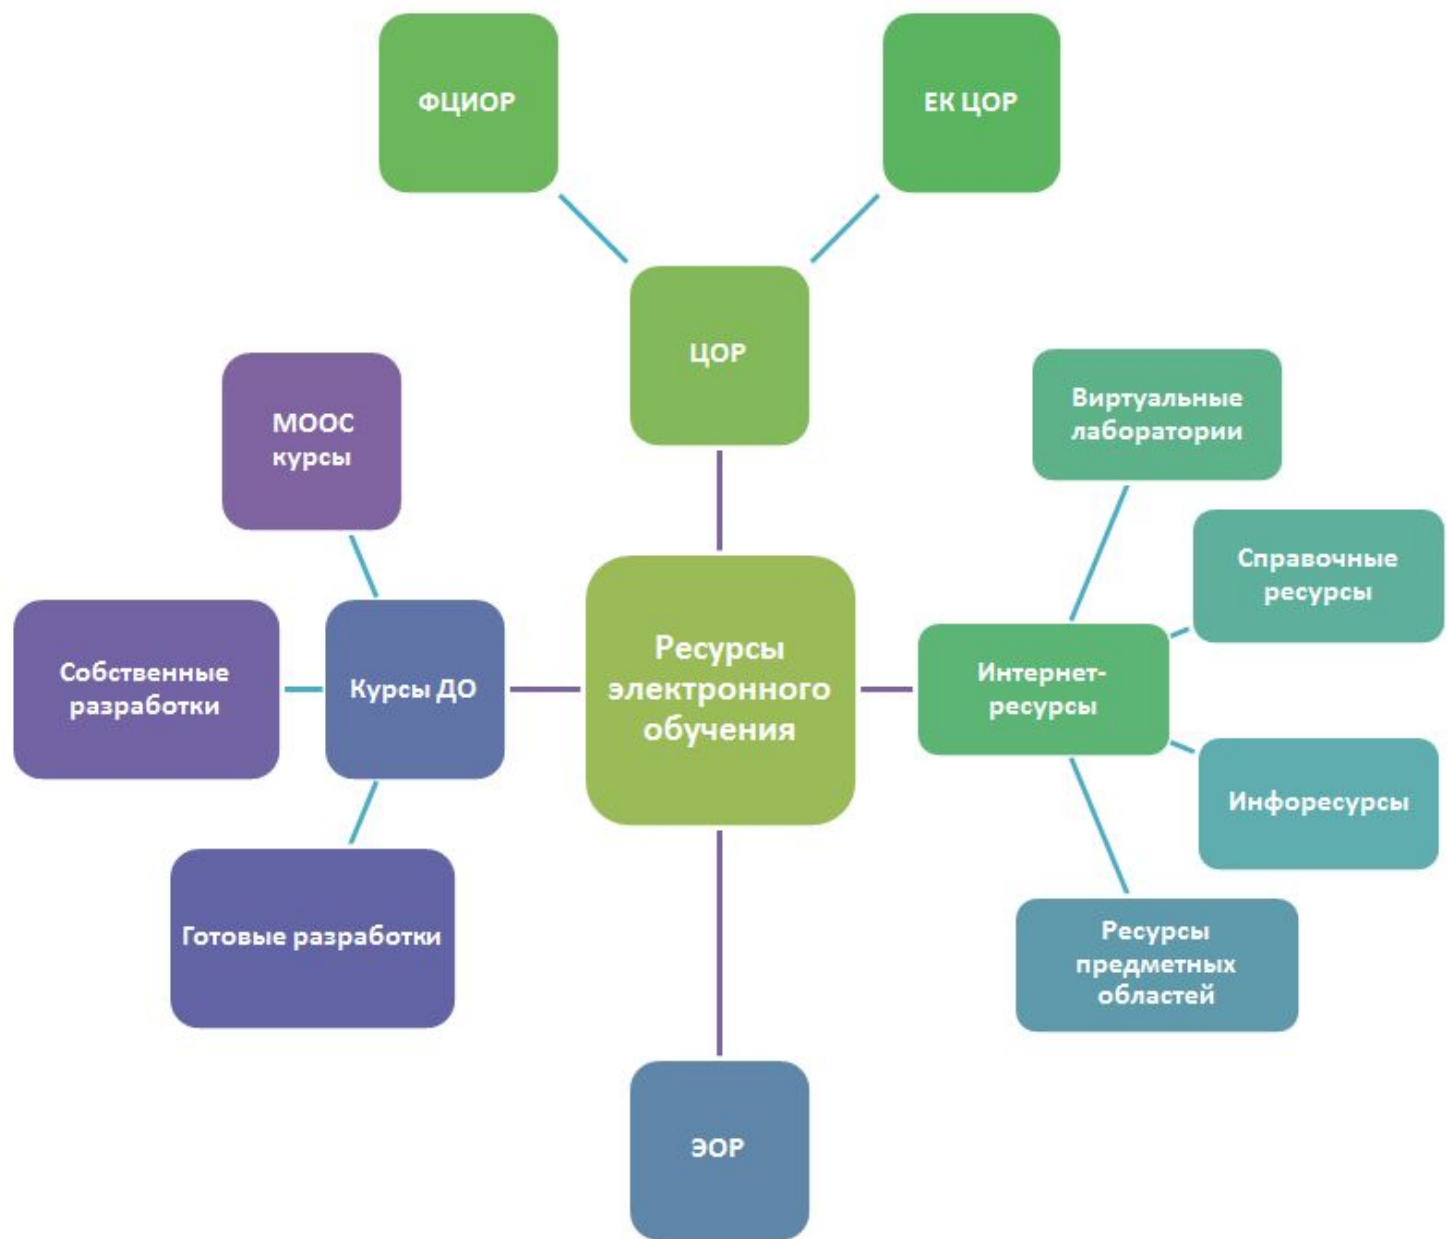 ФЦИОР
ЕК ЦОР
ЦОР
МООС
курсы
Виртуальные
лаборатории
Справочные
ресурсы
Собственные
разработки
Курсы ДО
Ресурсы
электронного
обучения
Интернет-
ресурсы
Инфоресурсы
Готовые разработки
Ресурсы
предметных
областей
ЭОР